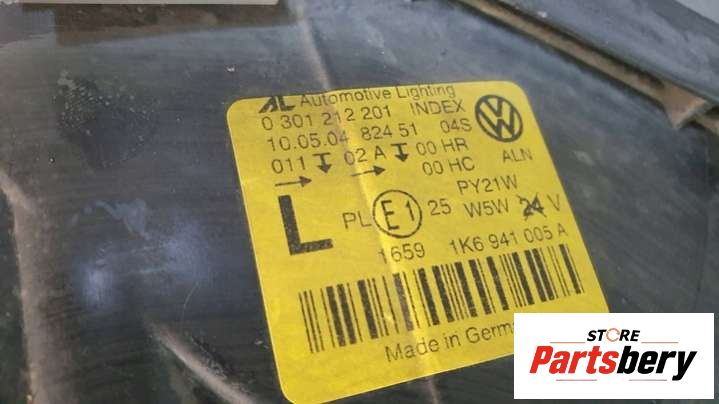 AL Automotive Lighting
0 301 212 201 INDEX
10.05.04 824 51 04S
011 02 A 00 HR
00 HC ALN
PY21W
L PL E1 25 W5W 24 V
1659 1K6 941 005 A
Made in
STORE
Partsbery